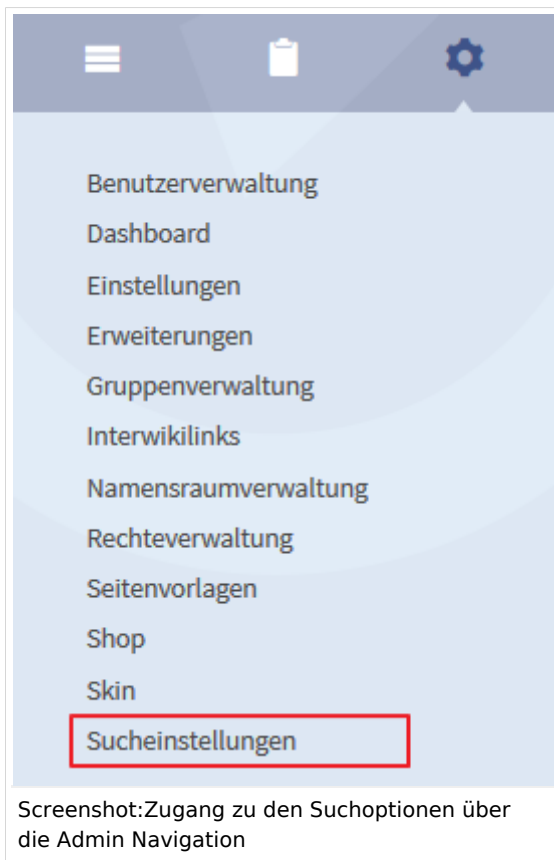 Benutzerverwaltung
Dashboard
Einstellungen
Erweiterungen
Gruppenverwaltung
Interwikilinks
Namensraumverwaltung
Rechteverwaltung
Seitenvorlagen
Shop
Skin
Sucheinstellungen
Screenshot:Zugang zu den Suchoptionen über
die Admin Navigation